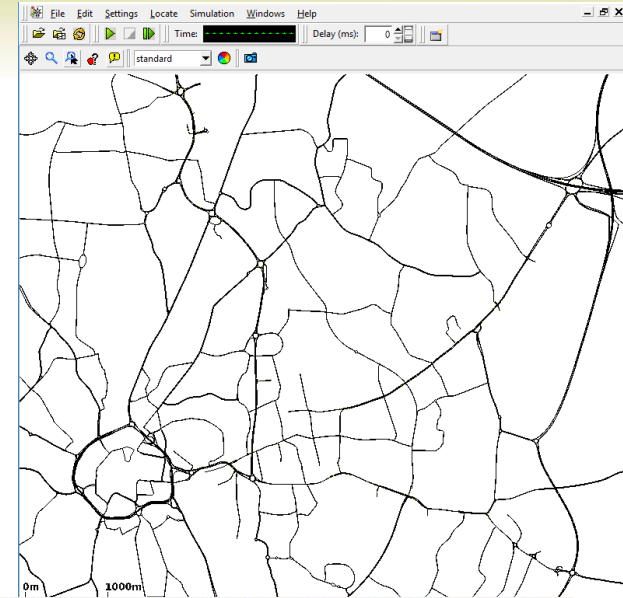 File Edit Settings Locate Simulation Windows Help
Time: Delay (ms): 0
standard
0m 1000m